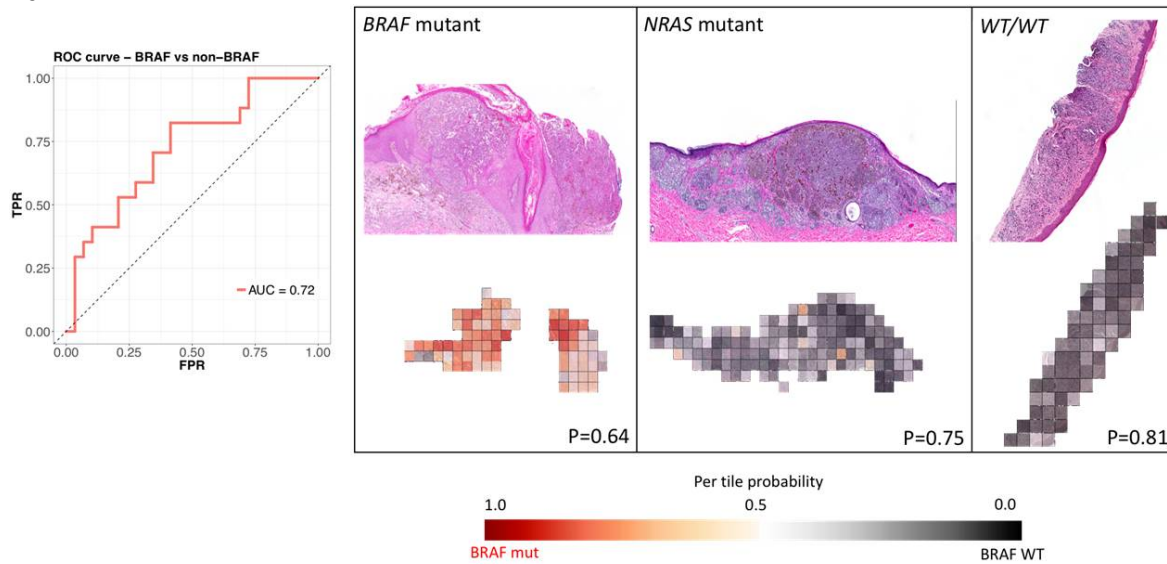 ROC curve – BRAF vs non–BRAF
1.00
0.75
0.50
0.25
0.00
TPR
AUC = 0.72
0.00 0.25 0.50 0.75 1.00
FPR
BRAF mutant
P=0.64
NRAS mutant
P=0.75
WT/WT
P=0.81
Per tile probability
1.0 0.5 0.0
BRAF mut BRAF WT